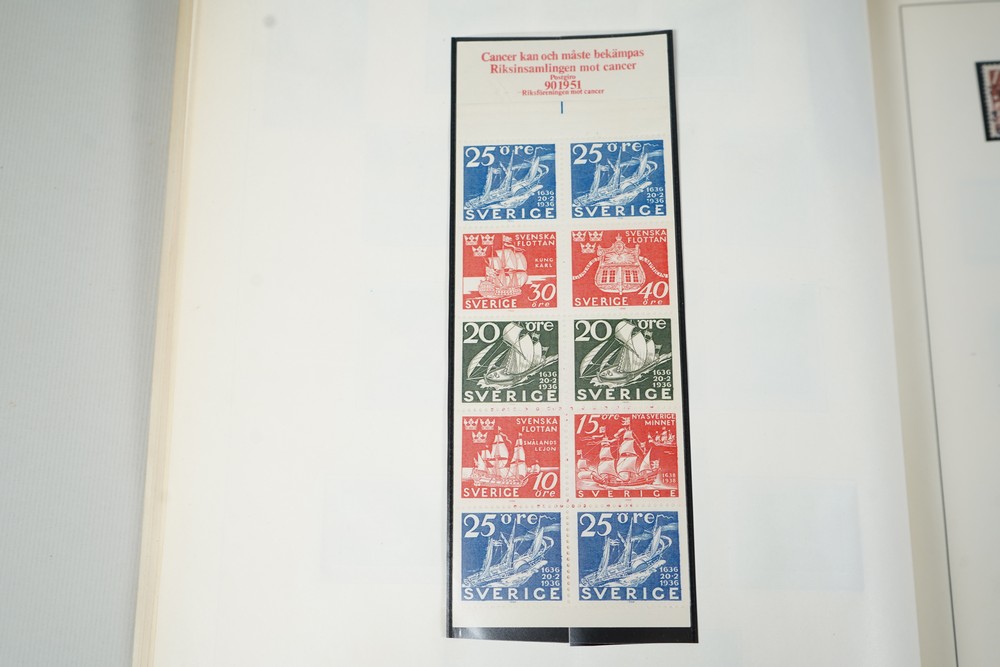 Cancer kan och måste bekämpas
Riksinsamlingen mot cancer
Postgiro
901951
Riksföreningen mot cancer
25 öre
1636
20-2
1936
SVERIGE
25 öre
1636
20-2
1936
SVERIGE
SVENSKA
FLOTTAN
KUNG
KARL
SVERIGE 30
öre
SVENSKA
FLOTTAN
SVERIGE 40
öre
20 öre
1636
20-2
1936
SVERIGE
20 öre
1636
20-2
1936
SVERIGE
SVENSKA
FLOTTAN
SMÅLANDS
LEJON
SVERIGE 10
öre
15 öre NYA SVERIGE
MINNET
1638
1938
SVERIGE
25 öre
1636
20-2
1936
SVERIGE
25 öre
1636
20-2
1936
SVERIGE